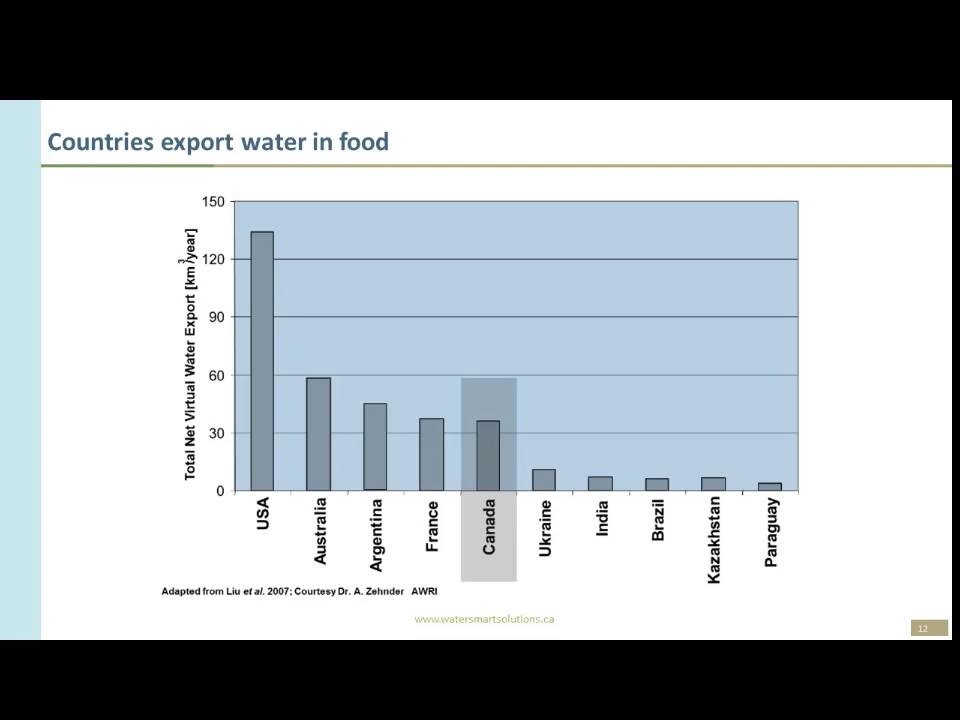 Countries export water in food
Total Net Virtual Water Export [km³/year]
150
120
90
60
30
0
USA
Australia
Argentina
France
Canada
Ukraine
India
Brazil
Kazakhstan
Paraguay
Adapted from Liu et al. 2007; Courtesy Dr. A. Zehnder AWRI
www.watersmartsolutions.ca
12